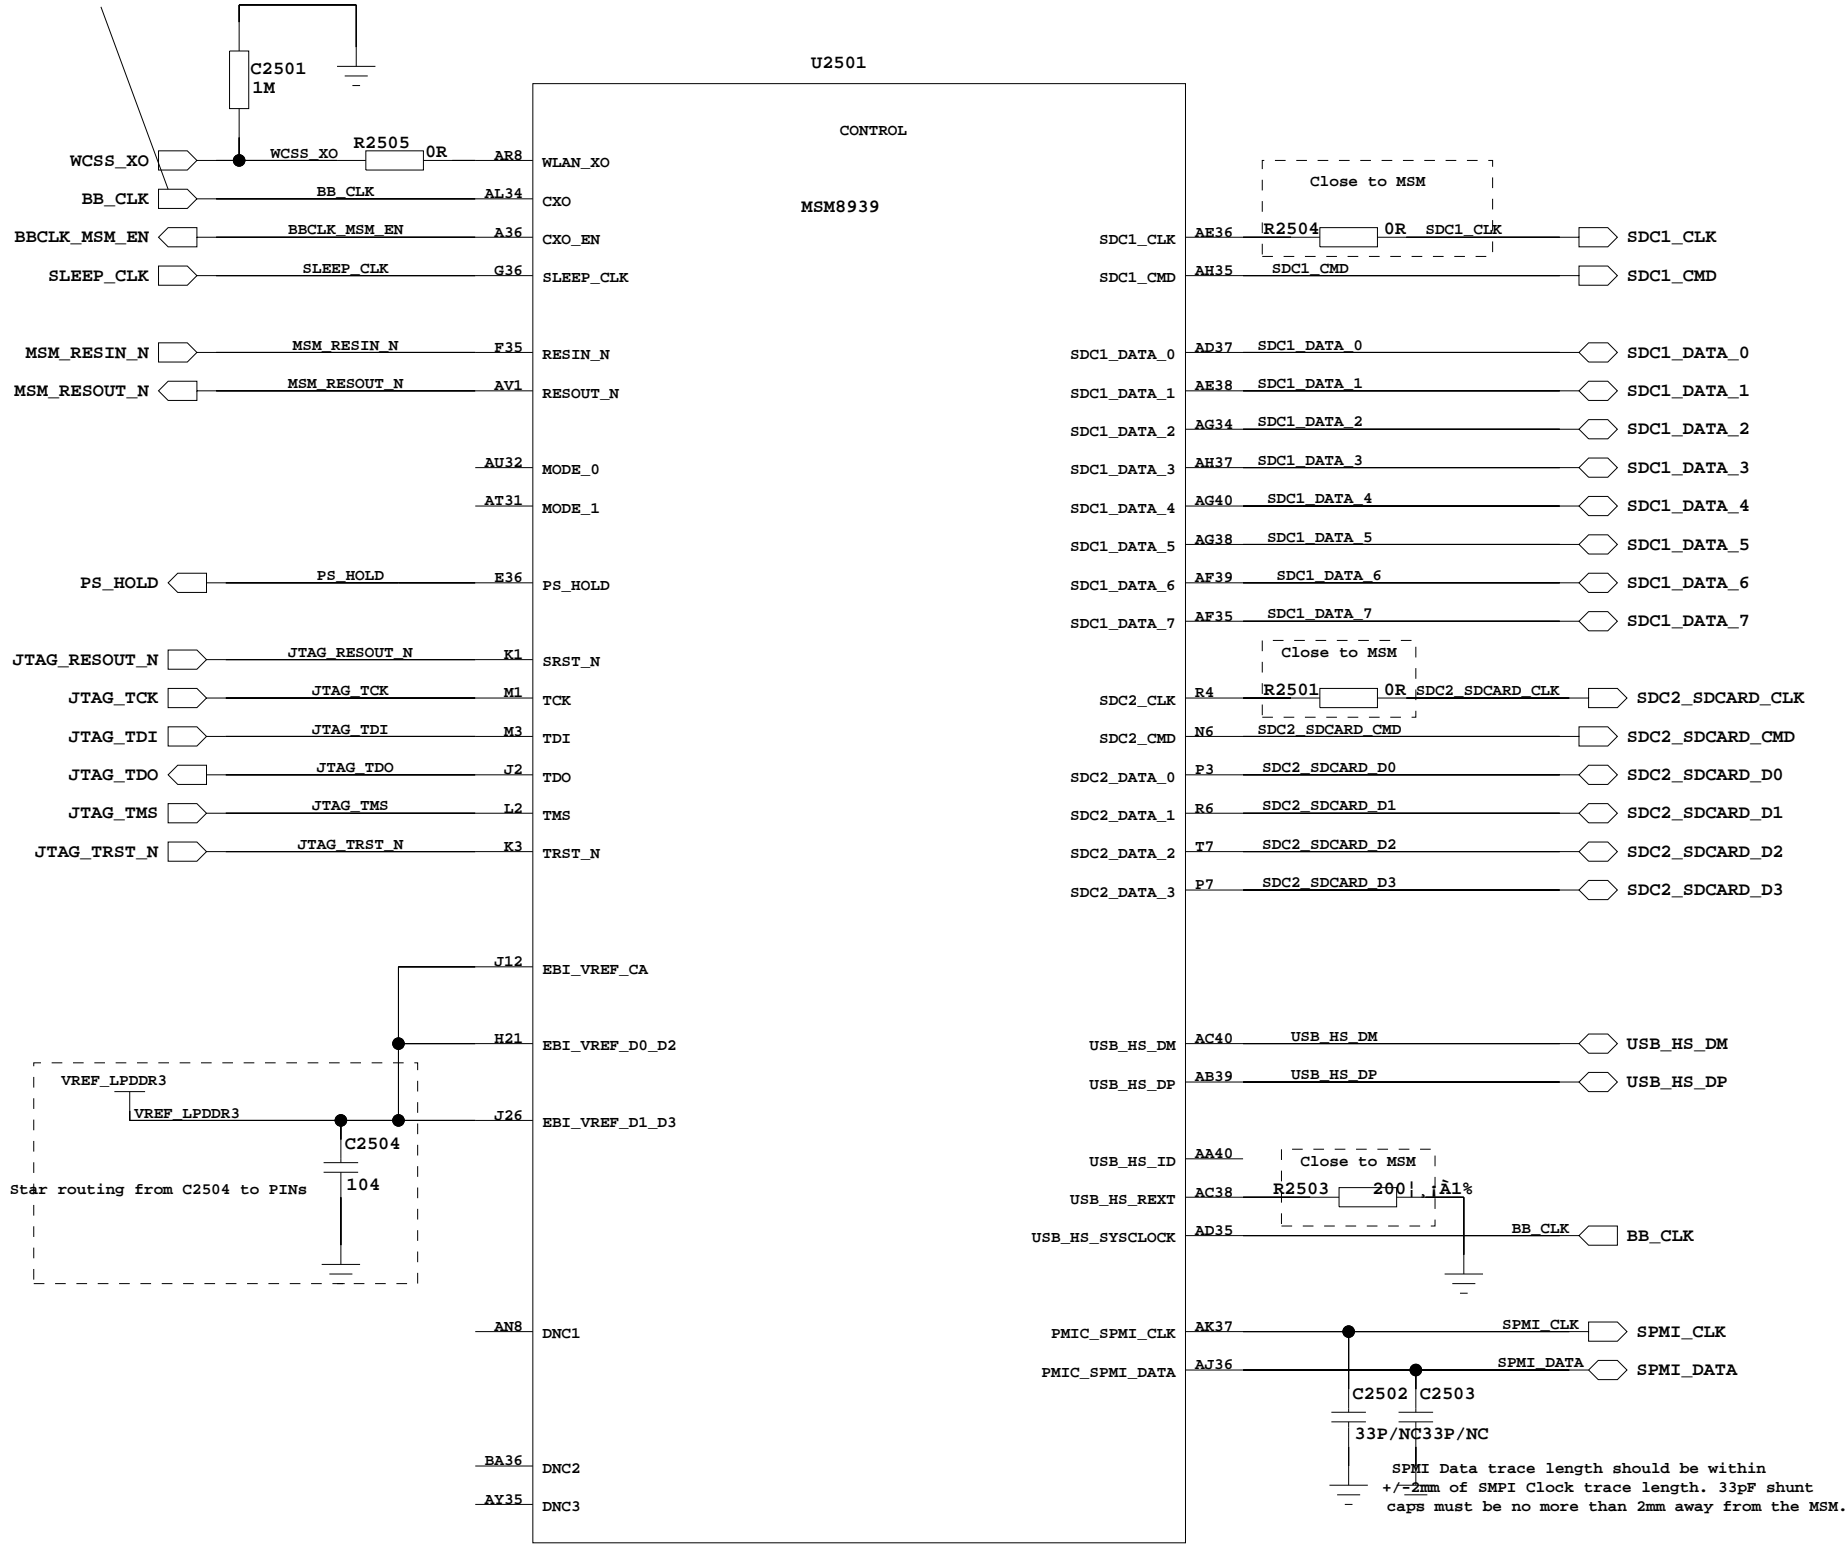 U2501
C2501
1M
CONTROL
MSM8939
WCSS_XO WCSS_XO R2505 0R AR8 WLAN_XO
BB_CLK BB_CLK AL34 CXO
BBCLK_MSM_EN BBCLK_MSM_EN A36 CXO_EN
SLEEP_CLK SLEEP_CLK G36 SLEEP_CLK
MSM_RESIN_N MSM_RESIN_N F35 RESIN_N
MSM_RESOUT_N MSM_RESOUT_N AV1 RESOUT_N
AU32 MODE_0
AT31 MODE_1
PS_HOLD PS_HOLD E36 PS_HOLD
JTAG_RESOUT_N JTAG_RESOUT_N K1 SRST_N
JTAG_TCK JTAG_TCK M1 TCK
JTAG_TDI JTAG_TDI M3 TDI
JTAG_TDO JTAG_TDO J2 TDO
JTAG_TMS JTAG_TMS L2 TMS
JTAG_TRST_N JTAG_TRST_N K3 TRST_N
J12 EBI_VREF_CA
H21 EBI_VREF_D0_D2
VREF_LPDDR3
VREF_LPDDR3 J26 EBI_VREF_D1_D3
C2504
104
Star routing from C2504 to PINs
AN8 DNC1
BA36 DNC2
AY35 DNC3
Close to MSM
SDC1_CLK AE36 R2504 0R SDC1_CLK SDC1_CLK
SDC1_CMD AH35 SDC1_CMD SDC1_CMD
SDC1_DATA_0 AD37 SDC1_DATA_0 SDC1_DATA_0
SDC1_DATA_1 AE38 SDC1_DATA_1 SDC1_DATA_1
SDC1_DATA_2 AG34 SDC1_DATA_2 SDC1_DATA_2
SDC1_DATA_3 AH37 SDC1_DATA_3 SDC1_DATA_3
SDC1_DATA_4 AG40 SDC1_DATA_4 SDC1_DATA_4
SDC1_DATA_5 AG38 SDC1_DATA_5 SDC1_DATA_5
SDC1_DATA_6 AF39 SDC1_DATA_6 SDC1_DATA_6
SDC1_DATA_7 AF35 SDC1_DATA_7 SDC1_DATA_7
Close to MSM
SDC2_CLK R4 R2501 0R SDC2_SDCARD_CLK SDC2_SDCARD_CLK
SDC2_CMD N6 SDC2_SDCARD_CMD SDC2_SDCARD_CMD
SDC2_DATA_0 P3 SDC2_SDCARD_D0 SDC2_SDCARD_D0
SDC2_DATA_1 R6 SDC2_SDCARD_D1 SDC2_SDCARD_D1
SDC2_DATA_2 T7 SDC2_SDCARD_D2 SDC2_SDCARD_D2
SDC2_DATA_3 P7 SDC2_SDCARD_D3 SDC2_SDCARD_D3
USB_HS_DM AC40 USB_HS_DM USB_HS_DM
USB_HS_DP AB39 USB_HS_DP USB_HS_DP
USB_HS_ID AA40
Close to MSM
USB_HS_REXT AC38 R2503 200¦¸¡À1%
USB_HS_SYSCLOCK AD35 BB_CLK BB_CLK
PMIC_SPMI_CLK AK37 SPMI_CLK SPMI_CLK
PMIC_SPMI_DATA AJ36 SPMI_DATA SPMI_DATA
C2502 C2503
33P/NC 33P/NC
SPMI Data trace length should be within
+/-2mm of SMPI Clock trace length. 33pF shunt
caps must be no more than 2mm away from the MSM.